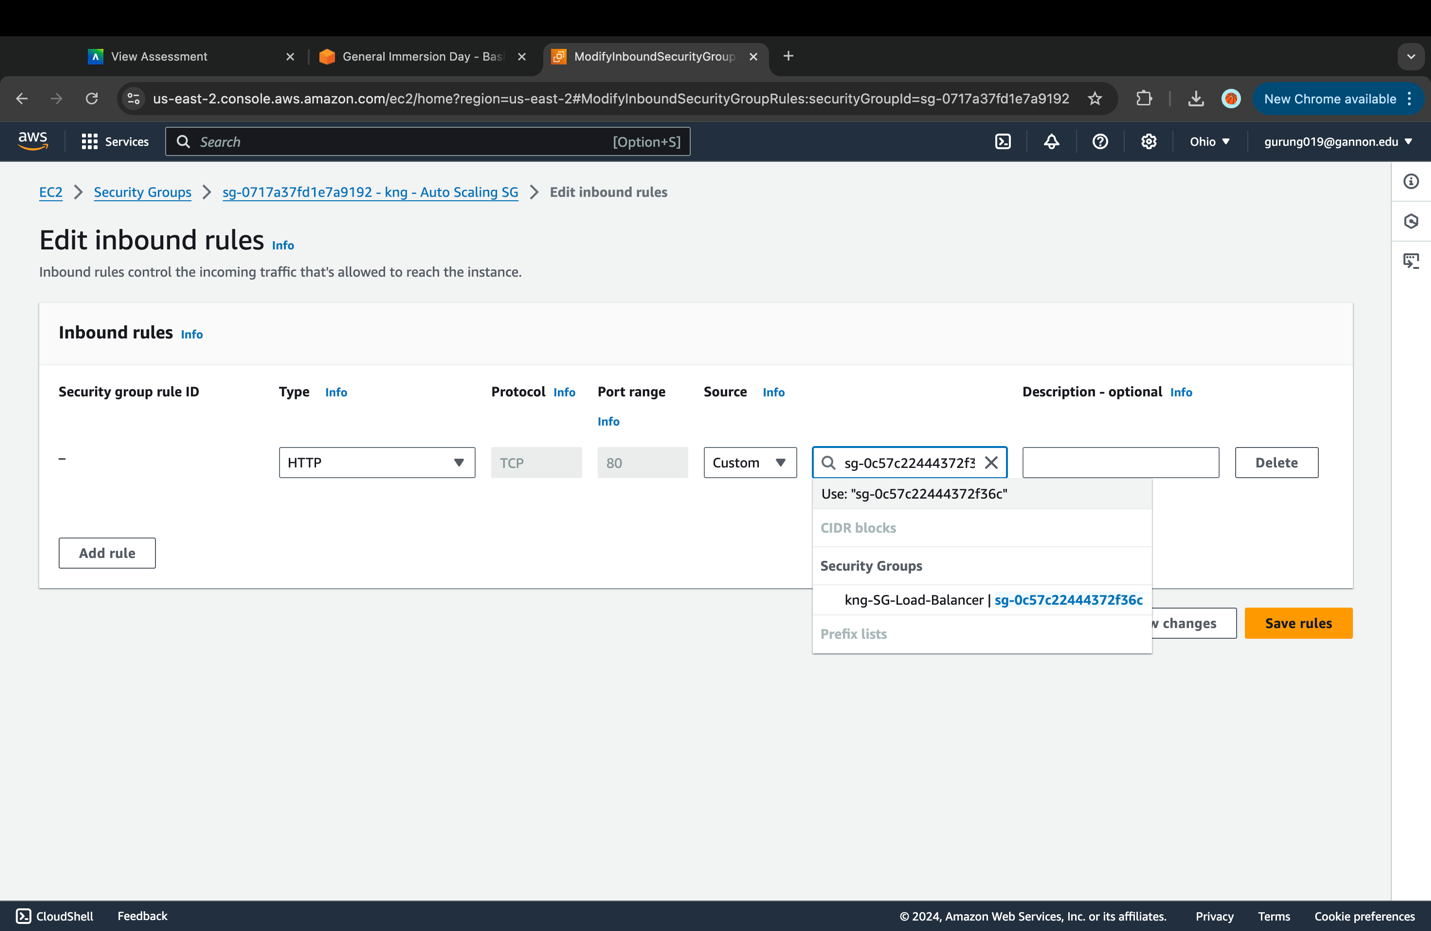 View Assessment
General Immersion Day - Bas
ModifyInboundSecurityGroup
us-east-2.console.aws.amazon.com/ec2/home?region=us-east-2#ModifyInboundSecurityGroupRules:securityGroupId=sg-0717a37fd1e7a9192
New Chrome available
aws
Services
Search
[Option+S]
Ohio
gurung019@gannon.edu
EC2
Security Groups
sg-0717a37fd1e7a9192 - kng - Auto Scaling SG
Edit inbound rules
Edit inbound rules Info
Inbound rules control the incoming traffic that's allowed to reach the instance.
Inbound rules Info
Security group rule ID
Type Info
Protocol Info
Port range
Info
Source Info
Description - optional Info
–
HTTP
TCP
80
Custom
sg-0c57c22444372f3
Delete
Use: "sg-0c57c22444372f36c"
CIDR blocks
Security Groups
kng-SG-Load-Balancer | sg-0c57c22444372f36c
Prefix lists
Add rule
w changes
Save rules
CloudShell
Feedback
© 2024, Amazon Web Services, Inc. or its affiliates.
Privacy
Terms
Cookie preferences